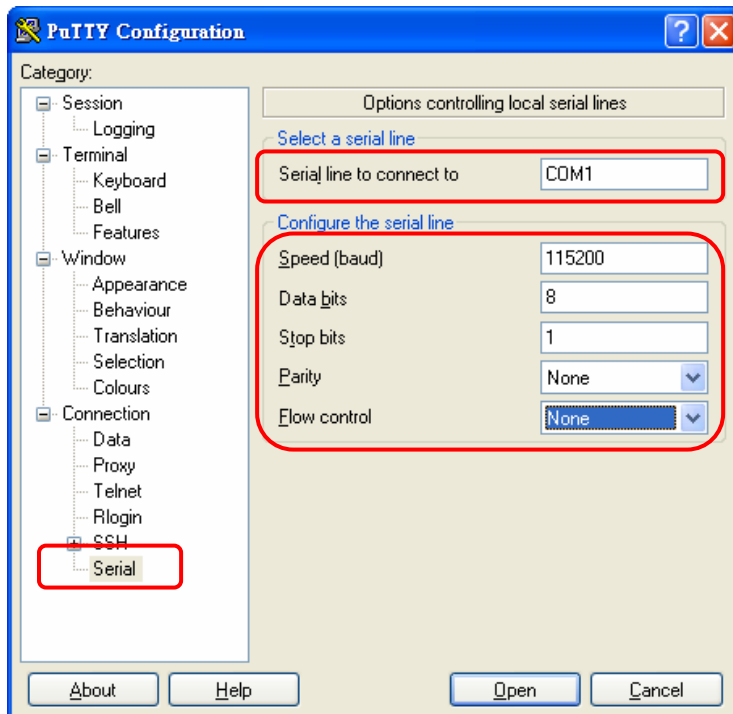 PuTTY Configuration
Category:
Session
Logging
Terminal
Keyboard
Bell
Features
Window
Appearance
Behaviour
Translation
Selection
Colours
Connection
Data
Proxy
Telnet
Rlogin
SSH
Serial
Options controlling local serial lines
Select a serial line
Serial line to connect to COM1
Configure the serial line
Speed (baud) 115200
Data bits 8
Stop bits 1
Parity None
Flow control None
About Help Open Cancel